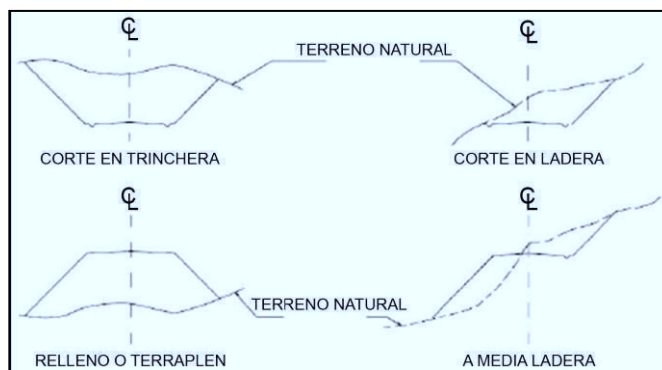 ℄ ℄
TERRENO NATURAL
CORTE EN TRINCHERA
CORTE EN LADERA
℄ ℄
TERRENO NATURAL
RELLENO O TERRAPLEN
A MEDIA LADERA